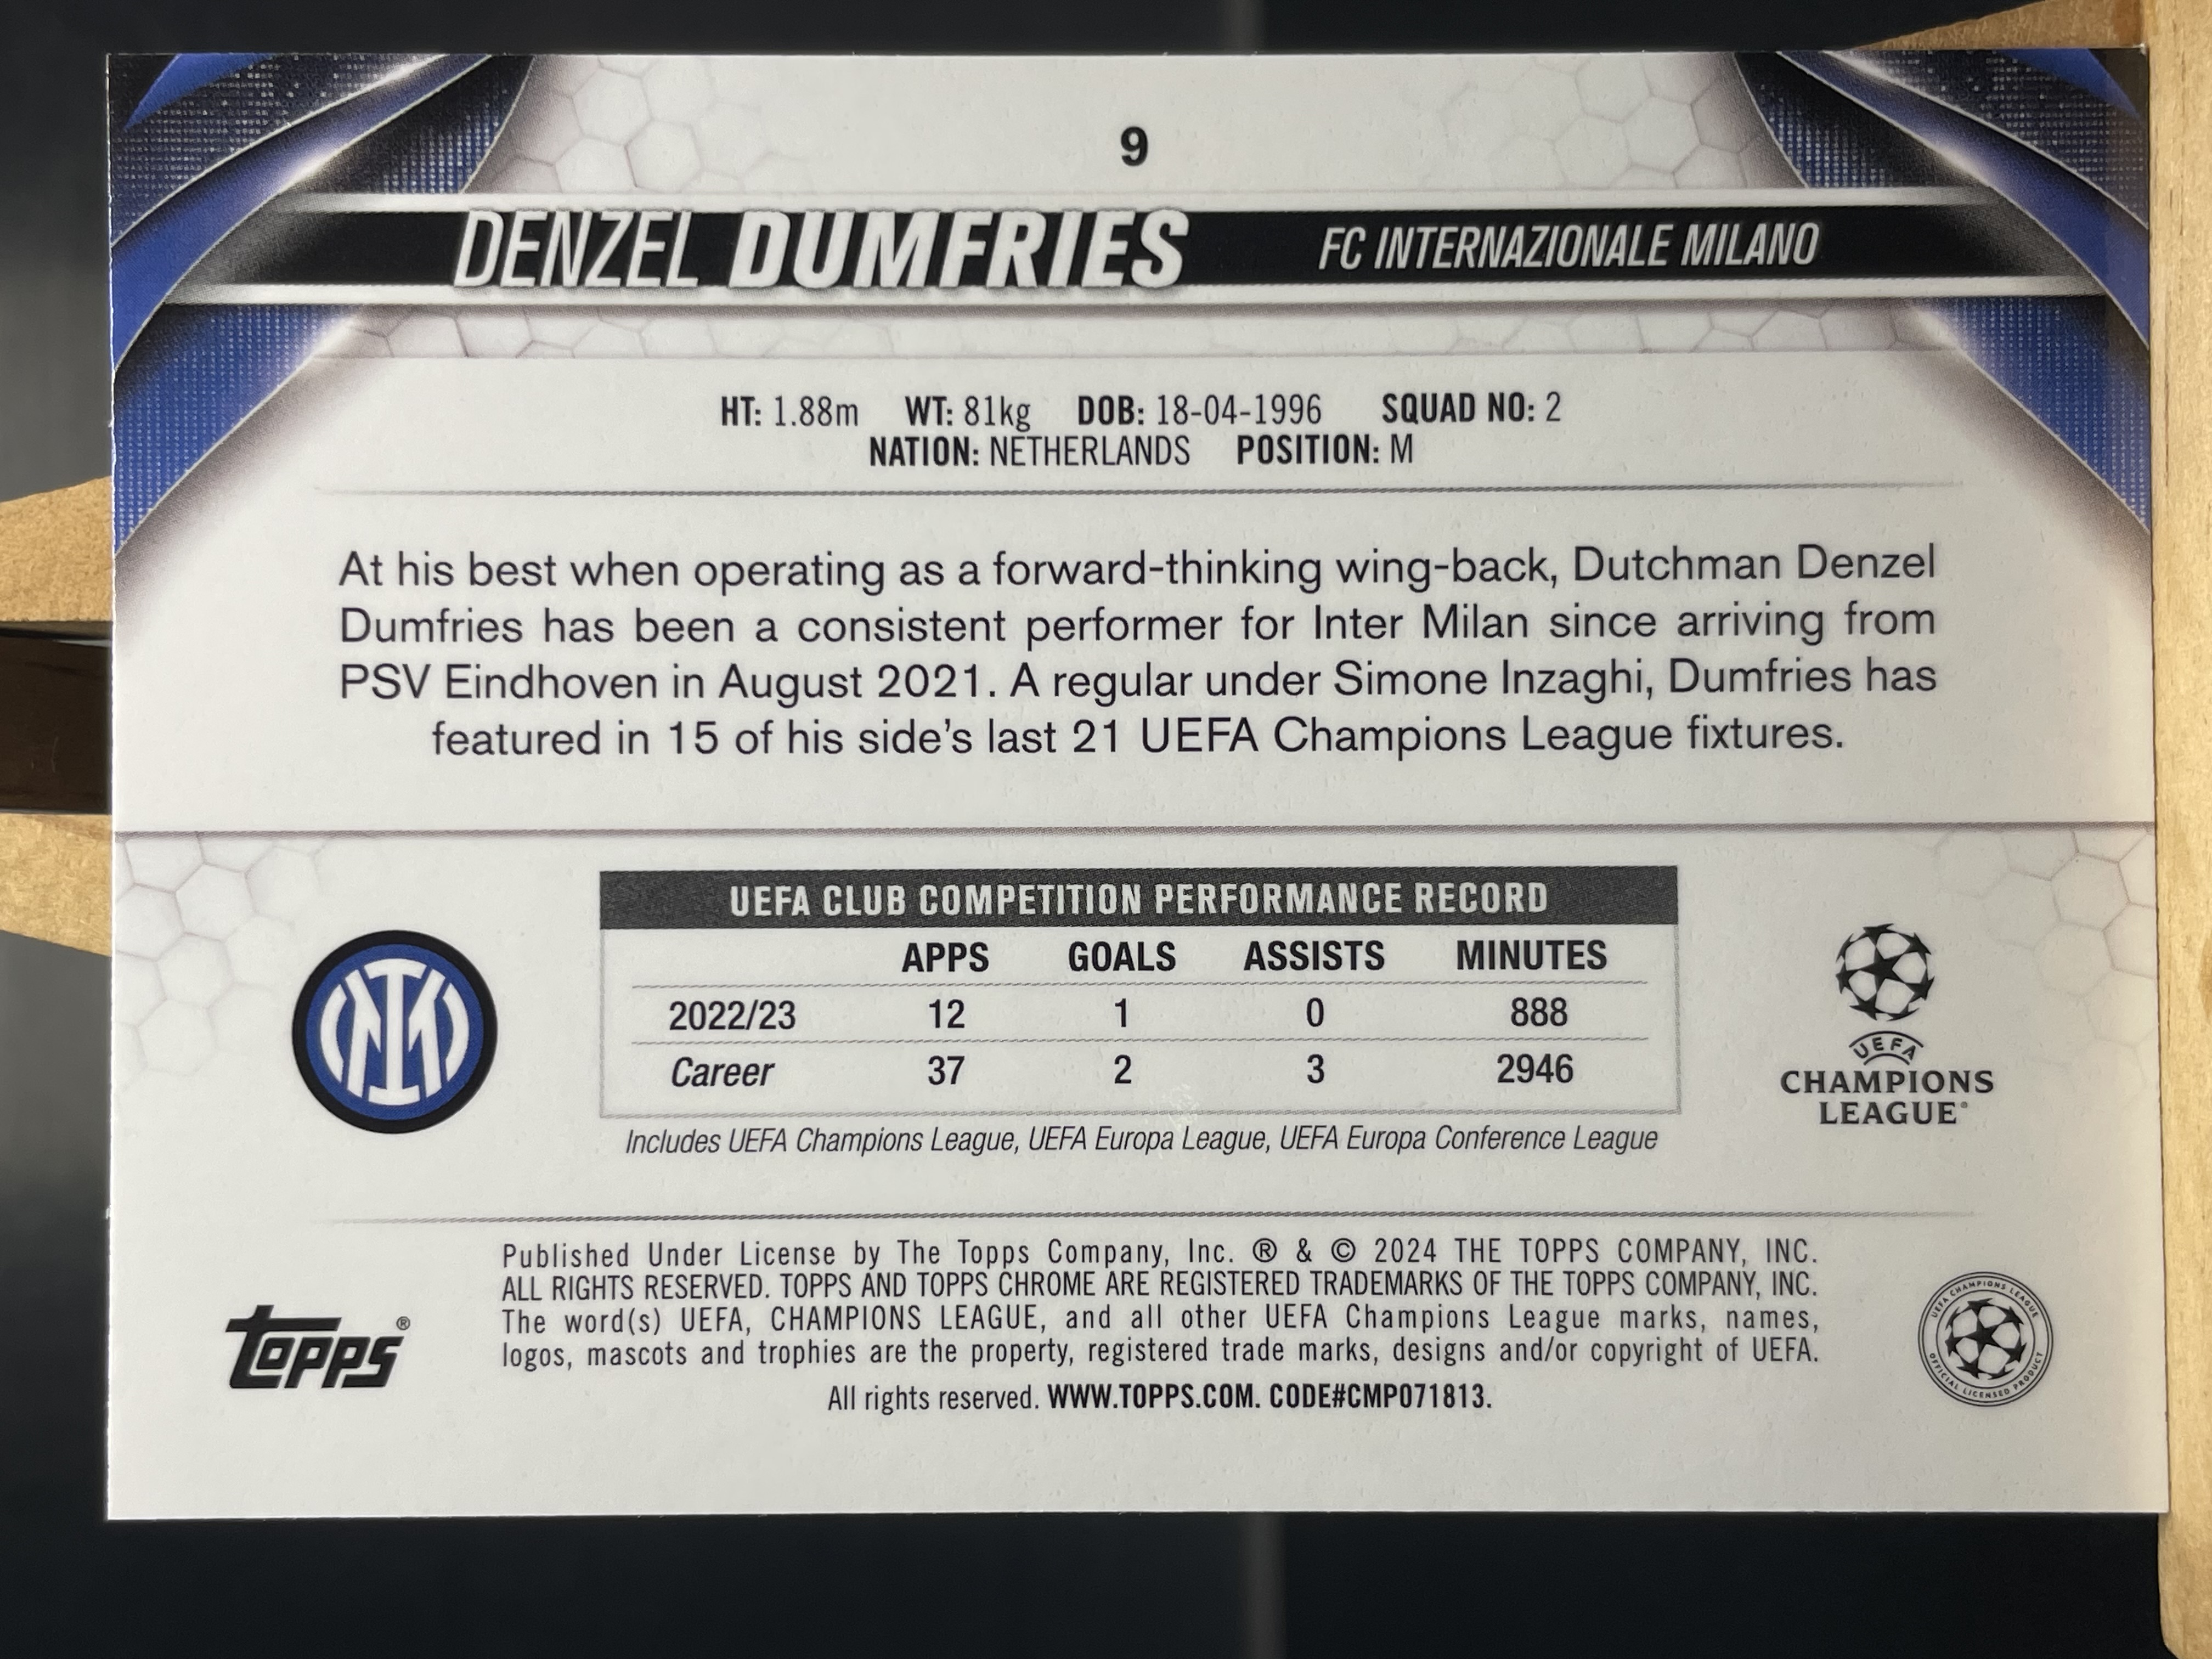 9
DENZEL DUMFRIES FC INTERNAZIONALE MILANO
HT: 1.88m WT: 81kg DOB: 18-04-1996 SQUAD NO: 2
NATION: NETHERLANDS POSITION: M
At his best when operating as a forward-thinking wing-back, Dutchman Denzel
Dumfries has been a consistent performer for Inter Milan since arriving from
PSV Eindhoven in August 2021. A regular under Simone Inzaghi, Dumfries has
featured in 15 of his side's last 21 UEFA Champions League fixtures.
UEFA CLUB COMPETITION PERFORMANCE RECORD
APPS GOALS ASSISTS MINUTES
2022/23 12 1 0 888
Career 37 2 3 2946
Includes UEFA Champions League, UEFA Europa League, UEFA Europa Conference League
IM
UEFA
CHAMPIONS
LEAGUE®
Published Under License by The Topps Company, Inc. ® & © 2024 THE TOPPS COMPANY, INC.
ALL RIGHTS RESERVED. TOPPS AND TOPPS CHROME ARE REGISTERED TRADEMARKS OF THE TOPPS COMPANY, INC.
The word(s) UEFA, CHAMPIONS LEAGUE, and all other UEFA Champions League marks, names,
logos, mascots and trophies are the property, registered trade marks, designs and/or copyright of UEFA.
All rights reserved. WWW.TOPPS.COM. CODE#CMP071813.
TOPPS®
UEFA CHAMPIONS LEAGUE
OFFICIAL LICENSED PRODUCT